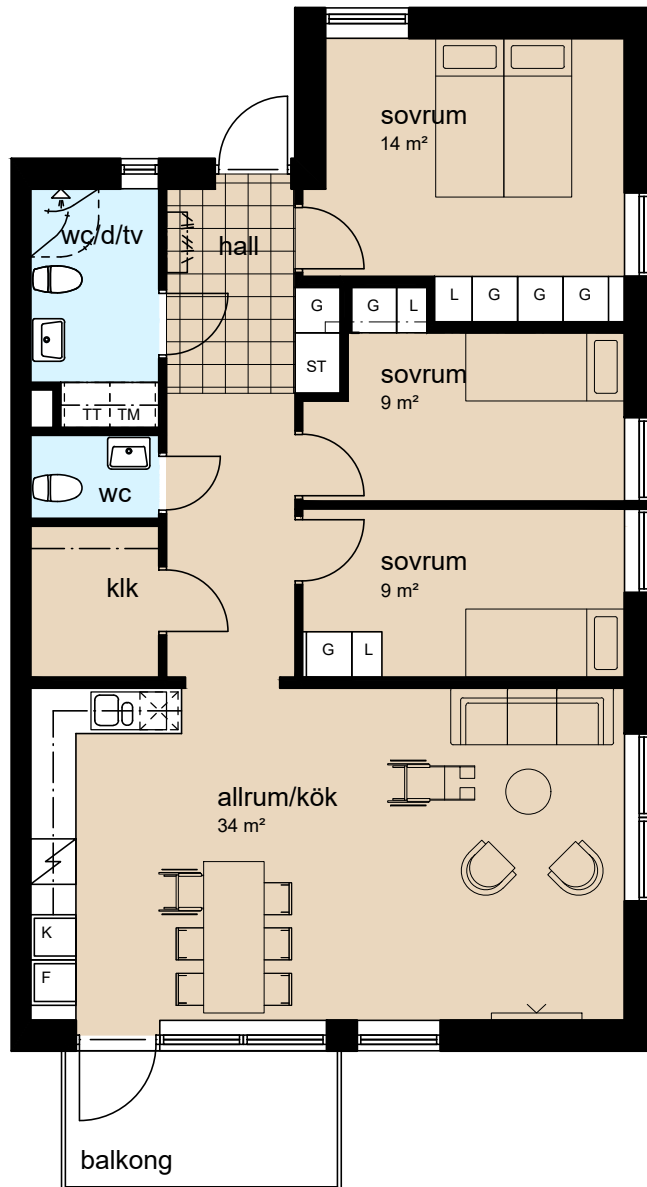 sovrum
14 m²
wc/d/tv
hall
G
G
L
L
G
G
G
ST
sovrum
9 m²
TT
TM
wc
sovrum
9 m²
klk
G
L
allrum/kök
34 m²
K
F
balkong